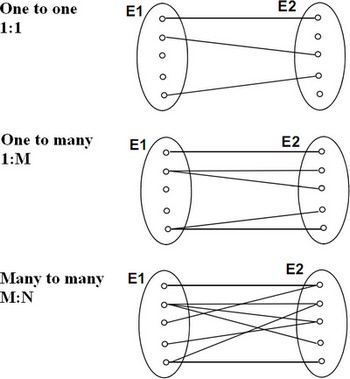 One to one
1:1
E1
E2
One to many
1:M
E1
E2
Many to many
M:N
E1
E2